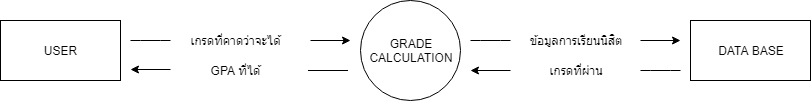 USER
เกรดที่คาดว่าจะได้
GPA ที่ได้
GRADE
CALCULATION
ข้อมูลการเรียนนิสิต
เกรดที่ผ่าน
DATA BASE